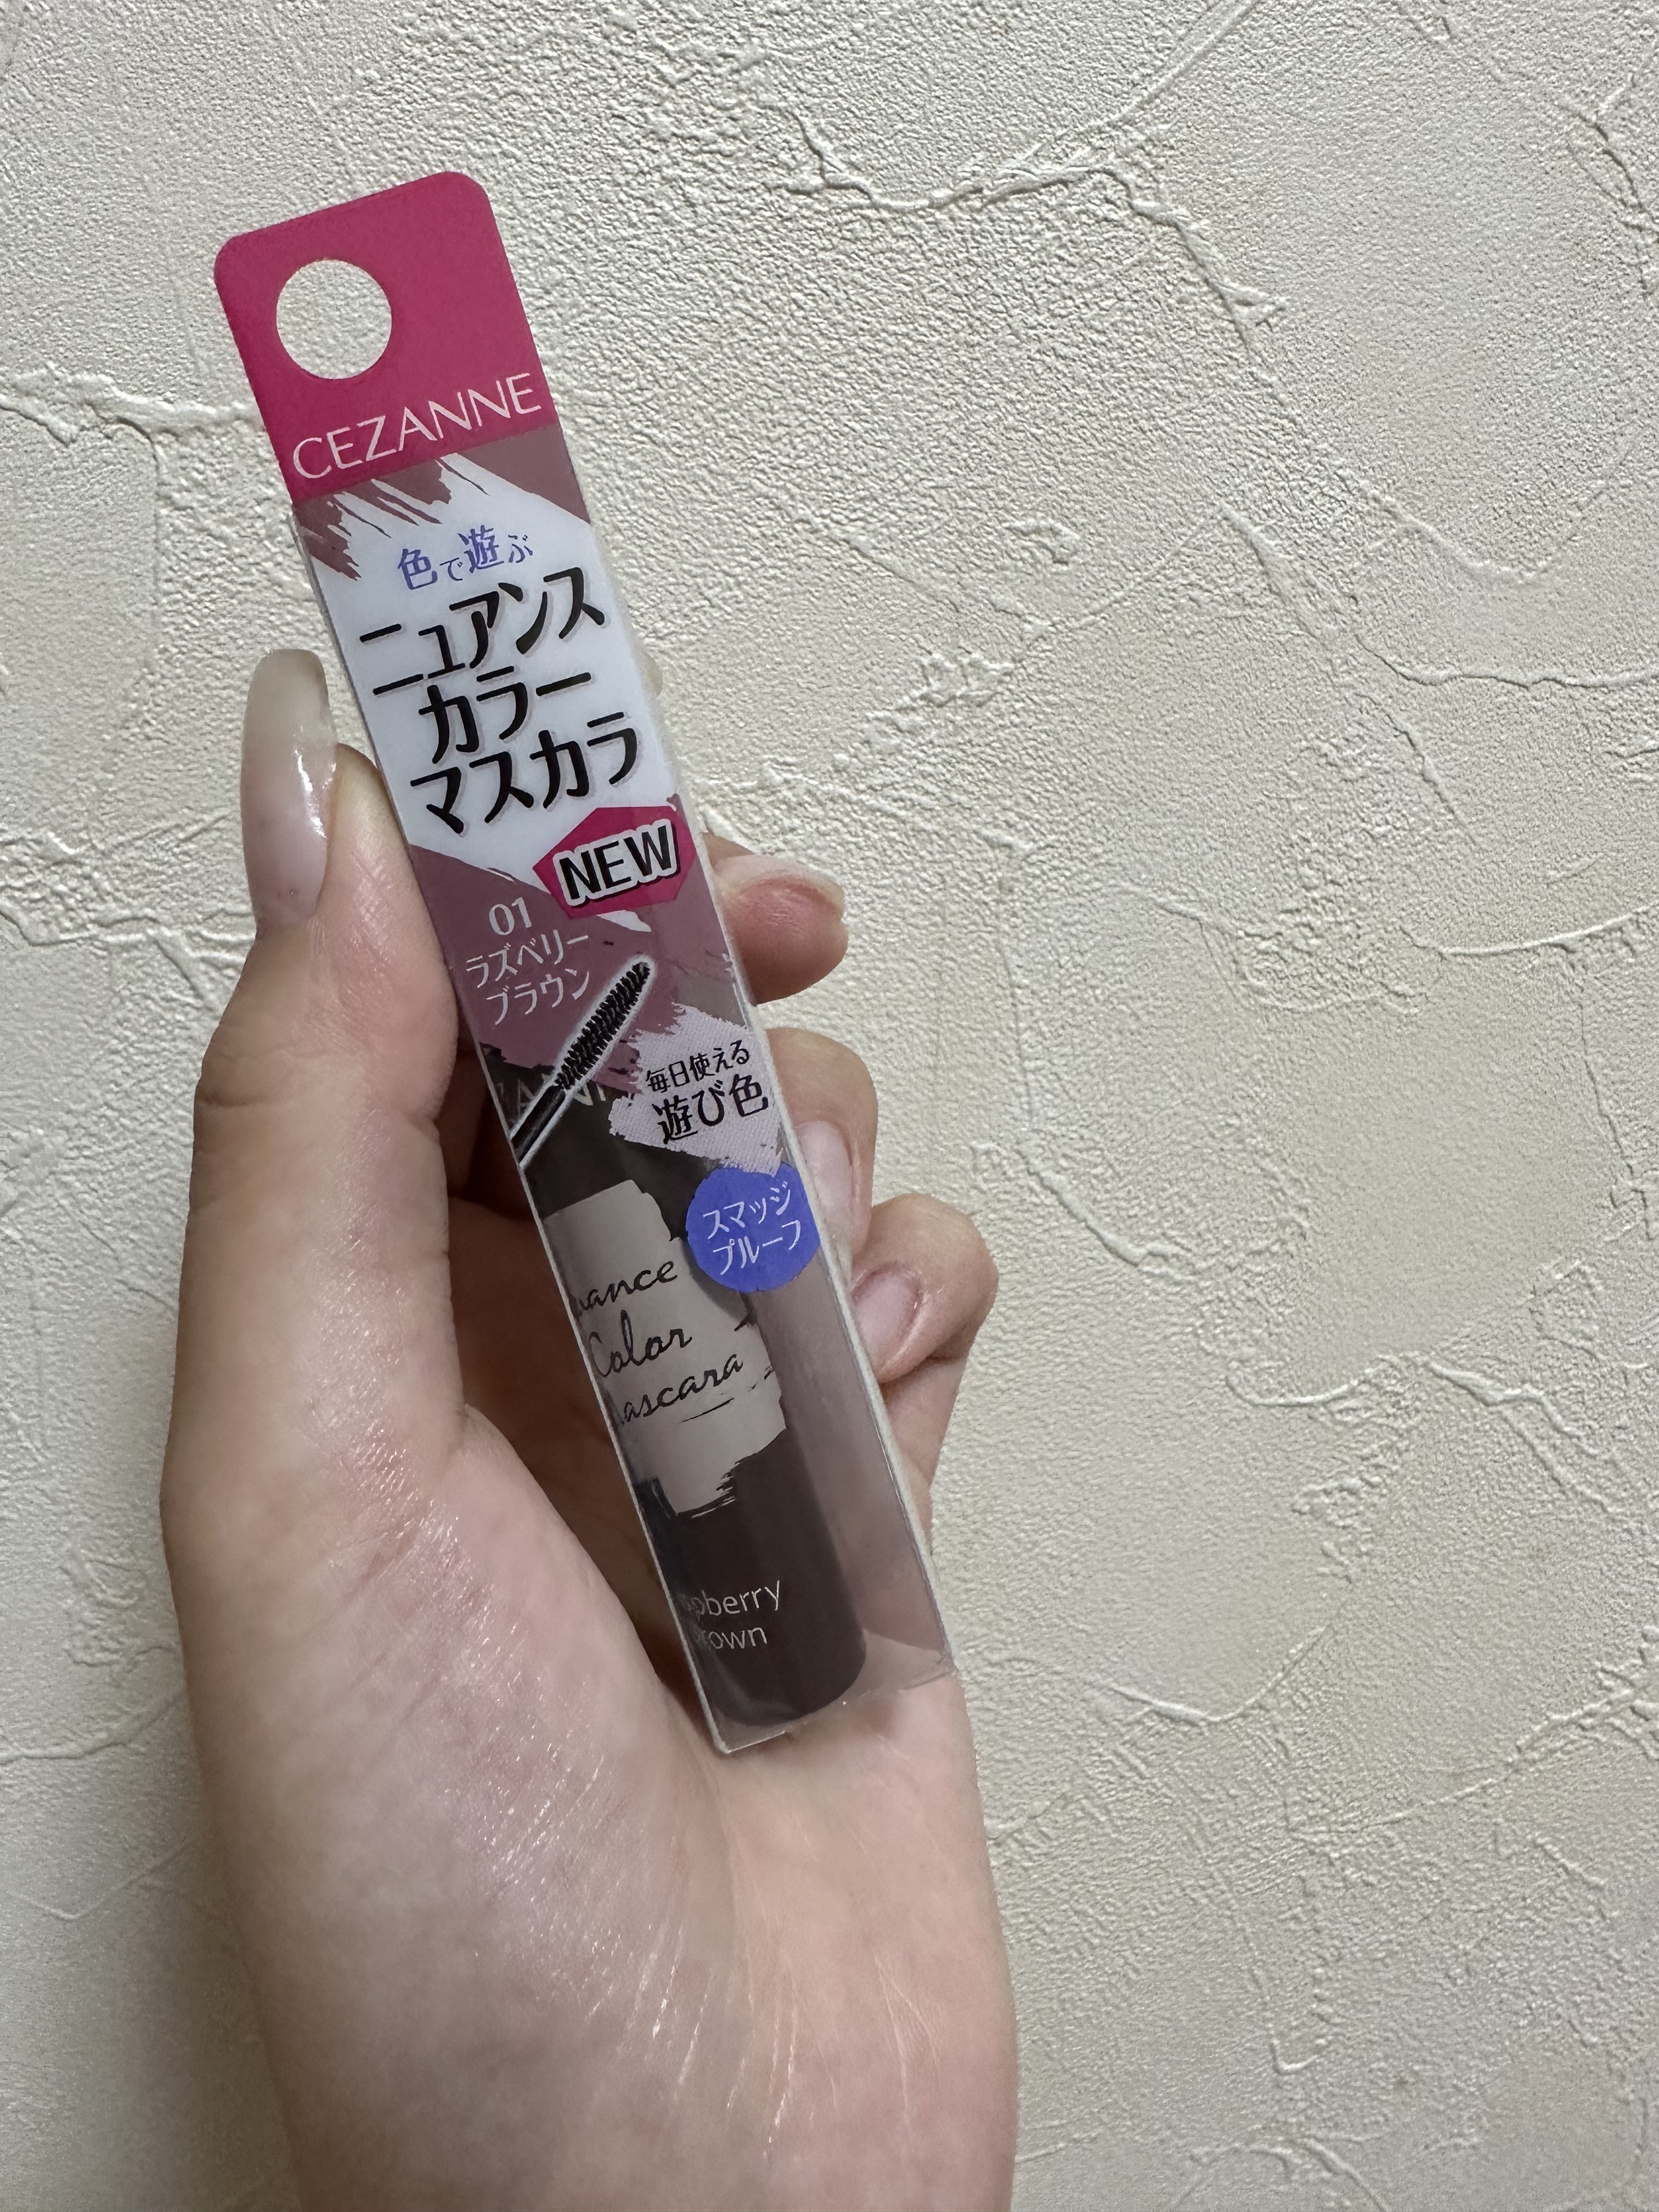 CEZANNE
色で遊ぶ
ニュアンス
カラー
マスカラ
NEW
01
ラズベリー
ブラウン
毎日使える
遊び色
スマッジ
プルーフ
Color